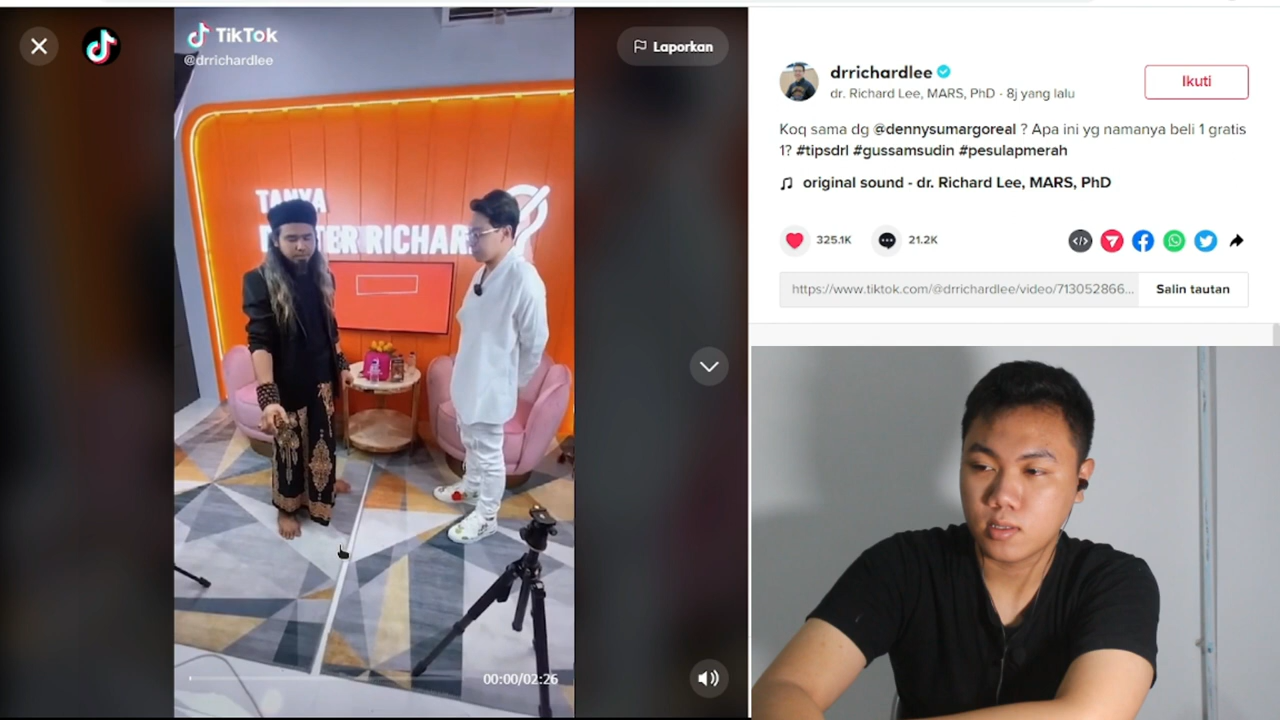 TikTok
@drrichardlee
Laporkan
TANYA
RICHAR
00:00/02:26
drrichardlee
dr. Richard Lee, MARS, PhD · 8j yang lalu
Ikuti
Koq sama dg @dennysumargoreal ? Apa ini yg namanya beli 1 gratis
1? #tipsdrl #gussamsudin #pesulapmerah
original sound - dr. Richard Lee, MARS, PhD
325.1K
21.2K
https://www.tiktok.com/@drrichardlee/video/713052866...
Salin tautan